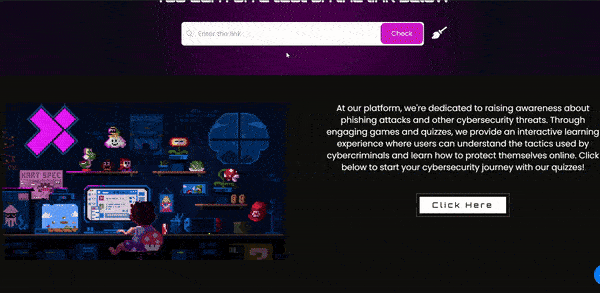 Enter the link
Check
At our platform, we're dedicated to raising awareness about
phishing attacks and other cybersecurity threats. Through
engaging games and quizzes, we provide an interactive learning
experience where users can understand the tactics used by
cybercriminals and learn how to protect themselves online. Click
below to start your cybersecurity journey with our quizzes!
KART SPEC
Click Here